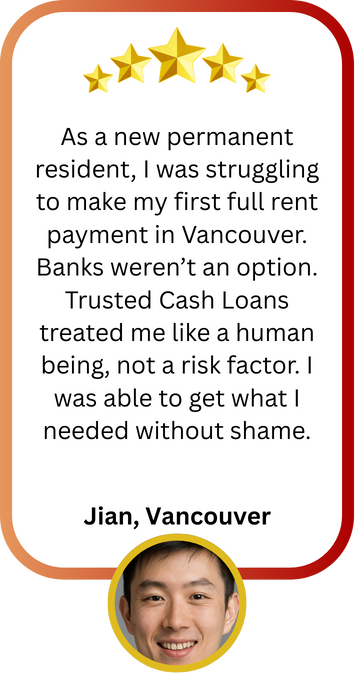 As a new permanent
resident, I was struggling
to make my first full rent
payment in Vancouver.
Banks weren’t an option.
Trusted Cash Loans
treated me like a human
being, not a risk factor. I
was able to get what I
needed without shame.
Jian, Vancouver